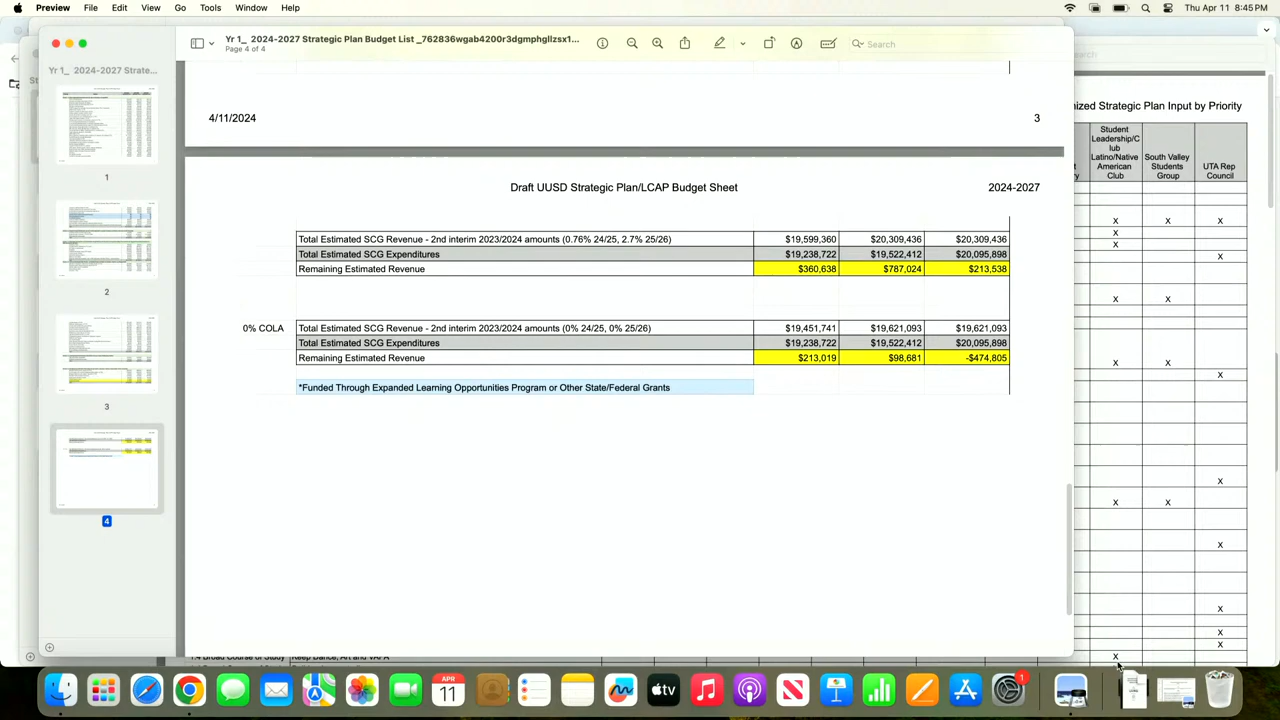 Preview File Edit View Go Tools Window Help
Thu Apr 11 8:45 PM
Yr 1_ 2024-2027 Strategic Plan Budget List _762836wgab4200r3dgmphgllzsx1...
Page 4 of 4
Search
Yr 1_ 2024-2027 Strate...
1
2
3
4
4/11/2024
3
Draft UUSD Strategic Plan/LCAP Budget Sheet
2024-2027
Total Estimated SCG Revenue - 2nd interim 2023/2024 amounts (0.76% 24/25, 2.7% 25/26) $19,599,360 $20,309,436 $20,309,436
Total Estimated SCG Expenditures $19,238,722 $19,522,412 $20,095,898
Remaining Estimated Revenue $360,638 $787,024 $213,538
0% COLA Total Estimated SCG Revenue - 2nd interim 2023/2024 amounts (0% 24/25, 0% 25/26) $19,451,741 $19,621,093 $19,621,093
Total Estimated SCG Expenditures $19,238,722 $19,522,412 $20,095,898
Remaining Estimated Revenue $213,019 $98,681 -$474,805
*Funded Through Expanded Learning Opportunities Program or Other State/Federal Grants
Strategic Plan Input by Priority
Student
Leadership/C
lub
Latino/Native
American
Club
South Valley
Students
Group
UTA Rep
Council
X X X
X
X
X
X X
X X
X
X
X X
X
X
X
X
X
APR
11
tv
1